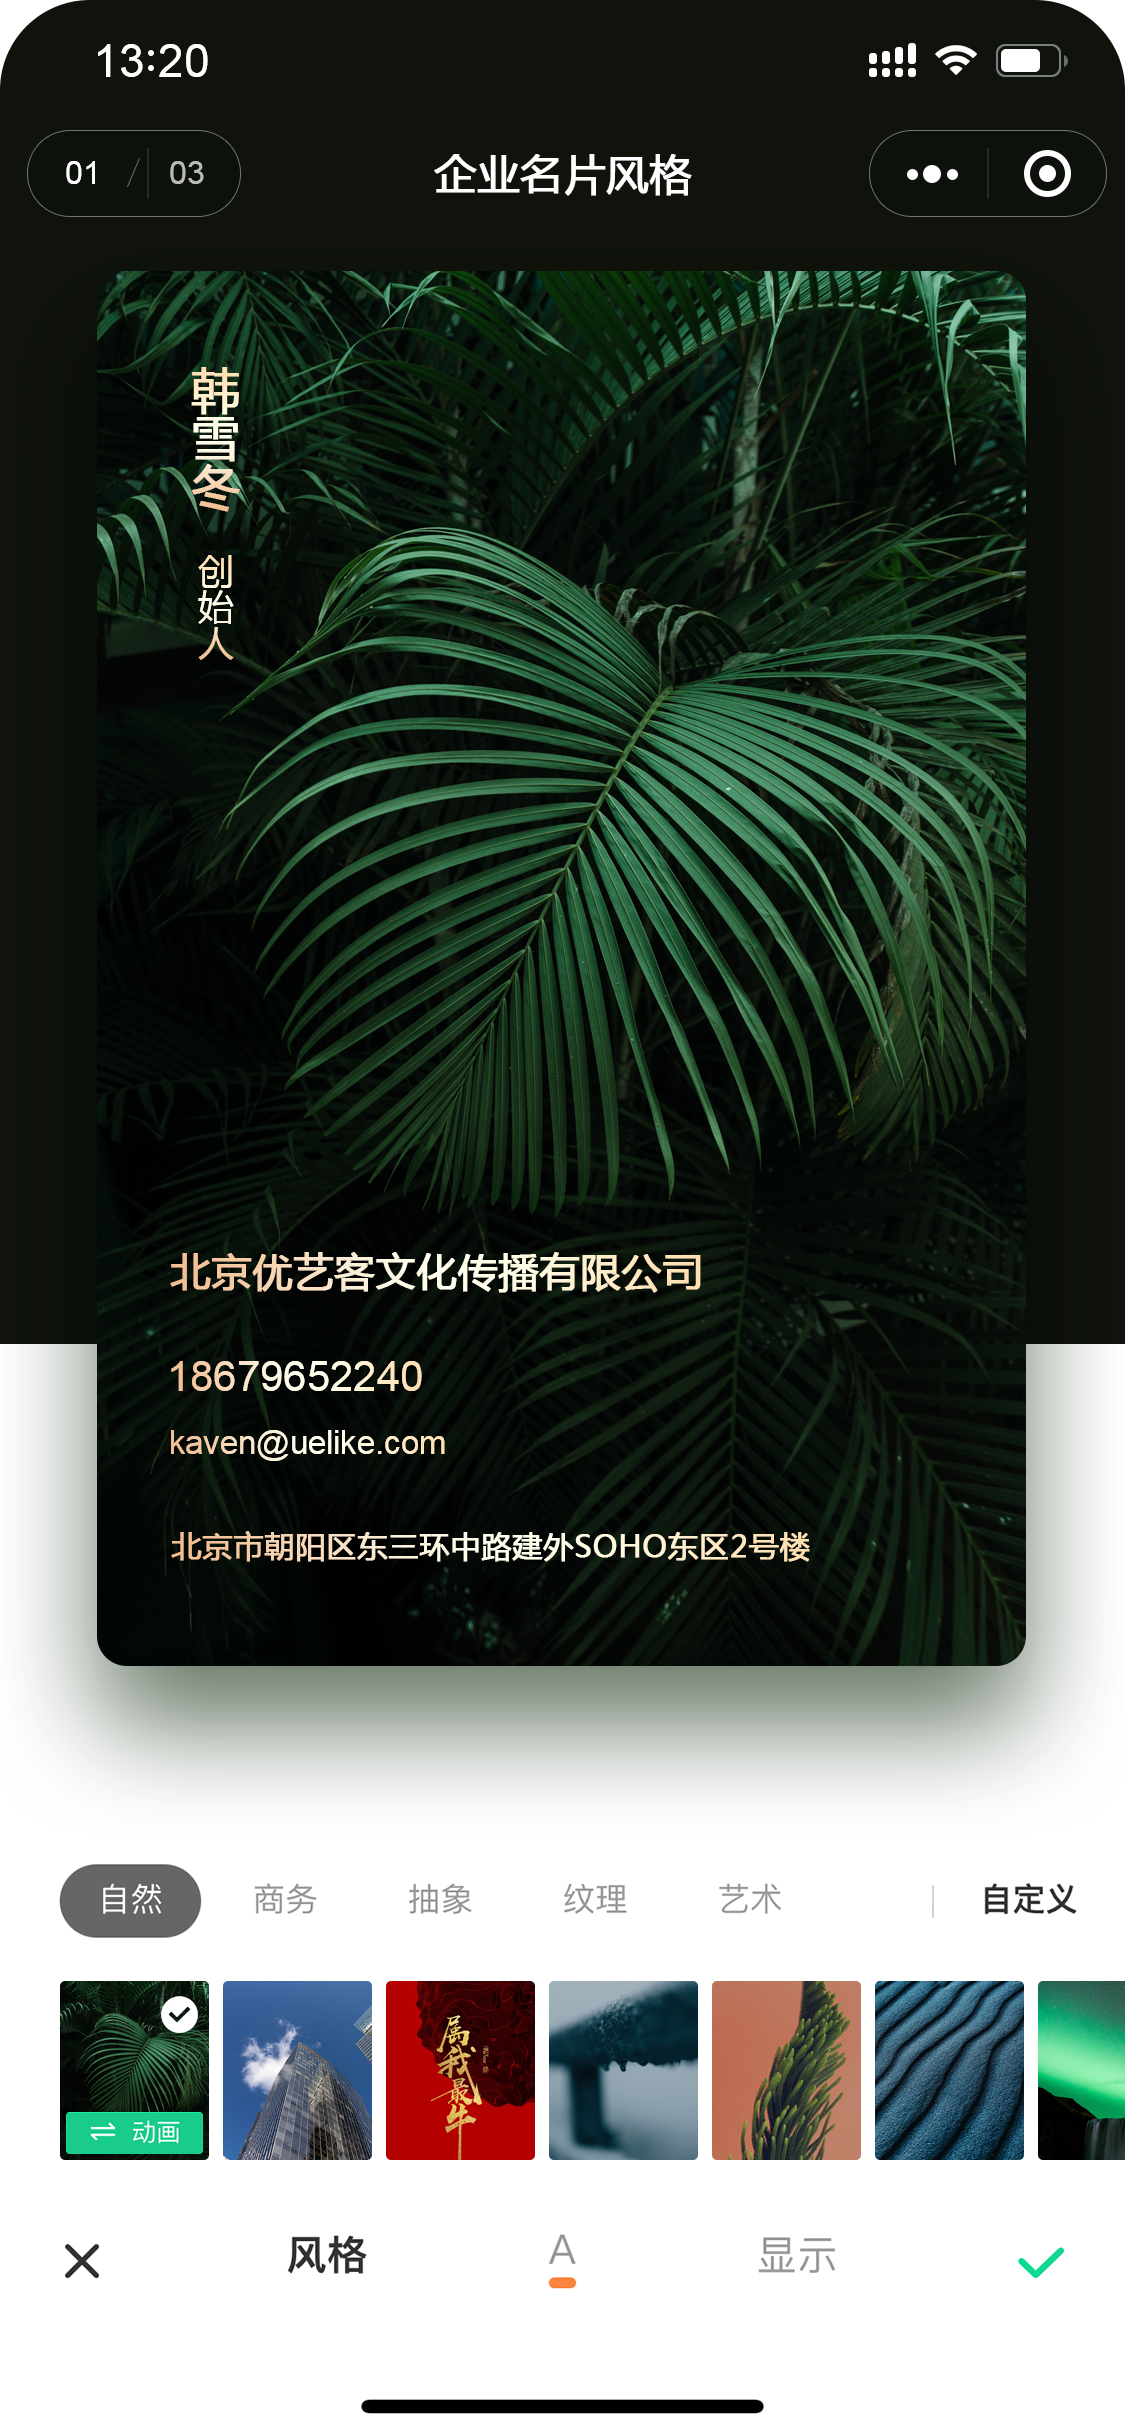 13:20
01 / 03
企业名片风格
韩雪冬
创始人
北京优艺客文化传播有限公司
18679652240
kaven@uelike.com
北京市朝阳区东三环中路建外SOHO东区2号楼
自然 商务 抽象 纹理 艺术 自定义
属我最牛
动画
风格 A 显示